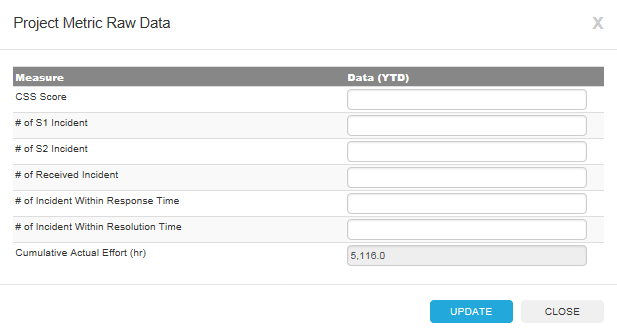 Project Metric Raw Data X
Measure Data (YTD)
CSS Score
# of S1 Incident
# of S2 Incident
# of Received Incident
# of Incident Within Response Time
# of Incident Within Resolution Time
Cumulative Actual Effort (hr) 5,116.0
UPDATE CLOSE